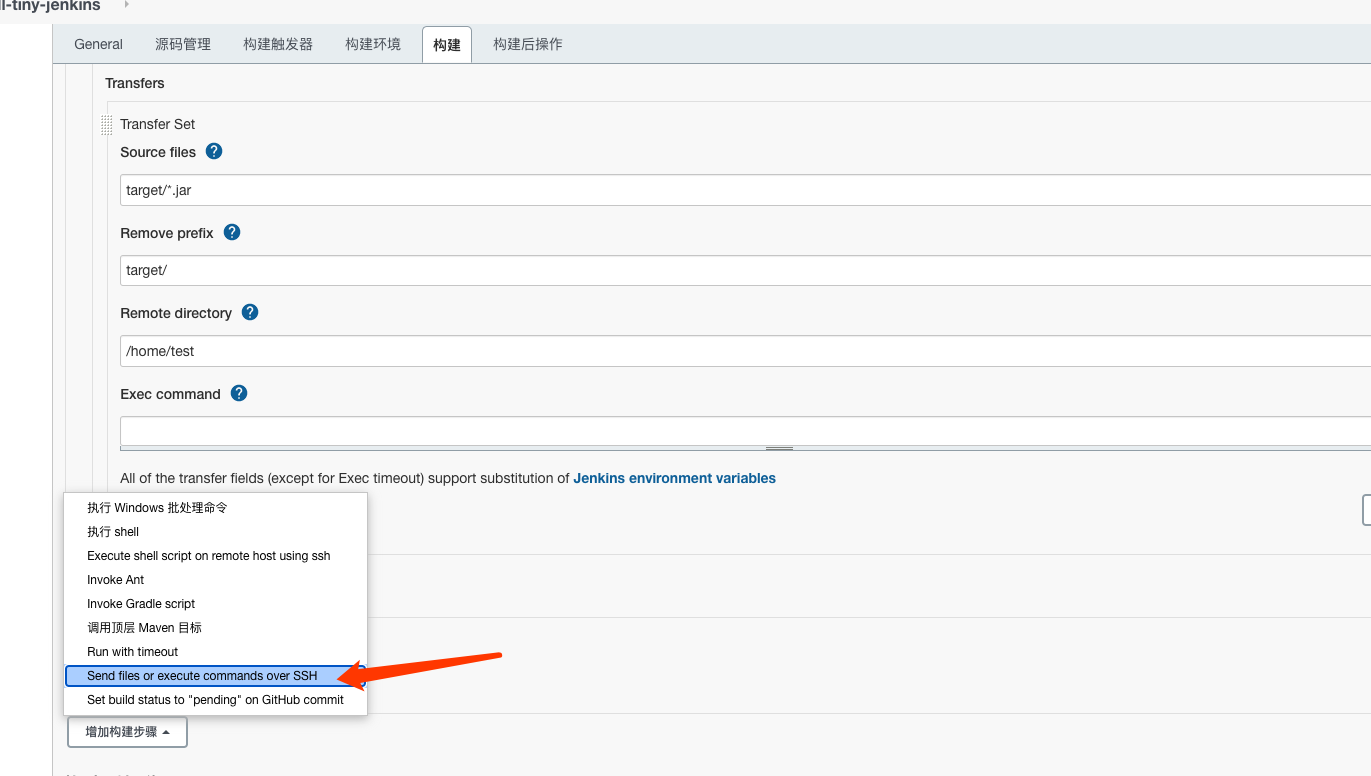 l-tiny-jenkins
General 源码管理 构建触发器 构建环境 构建 构建后操作
Transfers
Transfer Set
Source files ?
target/*.jar
Remove prefix ?
target/
Remote directory ?
/home/test
Exec command ?
All of the transfer fields (except for Exec timeout) support substitution of Jenkins environment variables
执行 Windows 批处理命令
执行 shell
Execute shell script on remote host using ssh
Invoke Ant
Invoke Gradle script
调用顶层 Maven 目标
Run with timeout
Send files or execute commands over SSH
Set build status to "pending" on GitHub commit
增加构建步骤